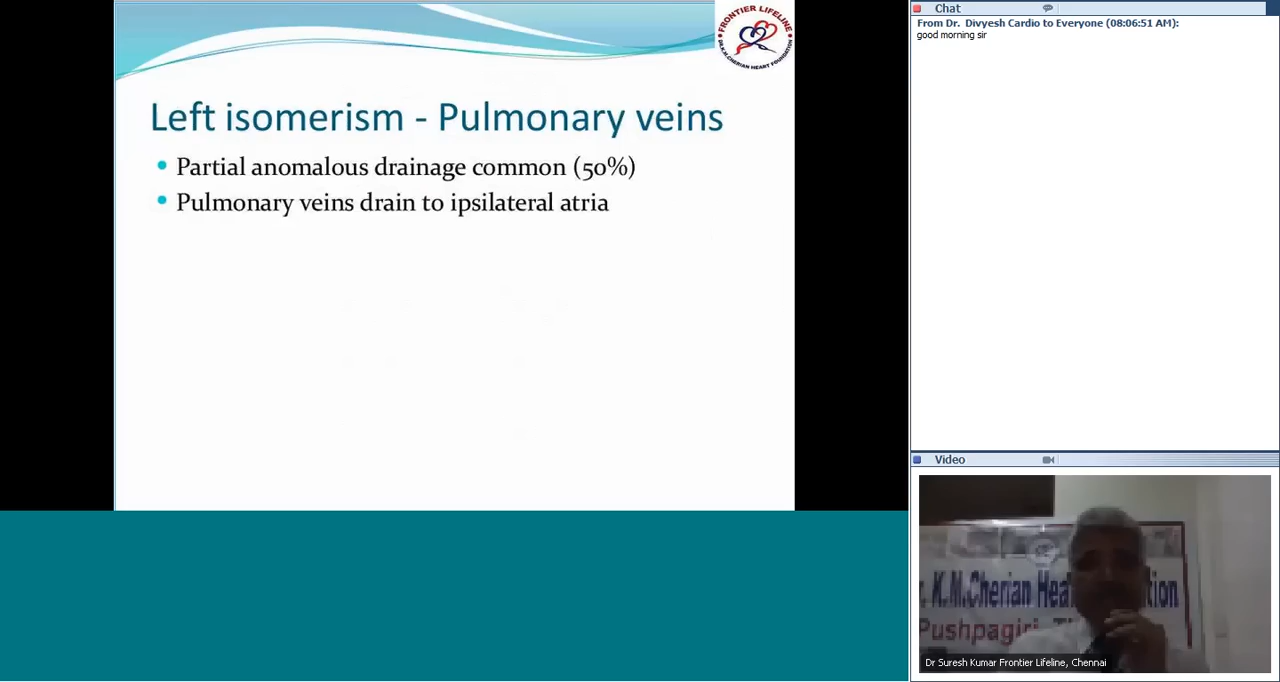 FRONTIER LIFELINE
DR.K.M.CHERIAN HEART FOUNDATION
Left isomerism - Pulmonary veins
Partial anomalous drainage common (50%)
Pulmonary veins drain to ipsilateral atria
Chat
From Dr. Divyesh Cardio to Everyone (08:06:51 AM):
good morning sir
Video
K.M.Cherian Hea tion
Pushpagiri, T
Dr Suresh Kumar Frontier Lifeline, Chennai